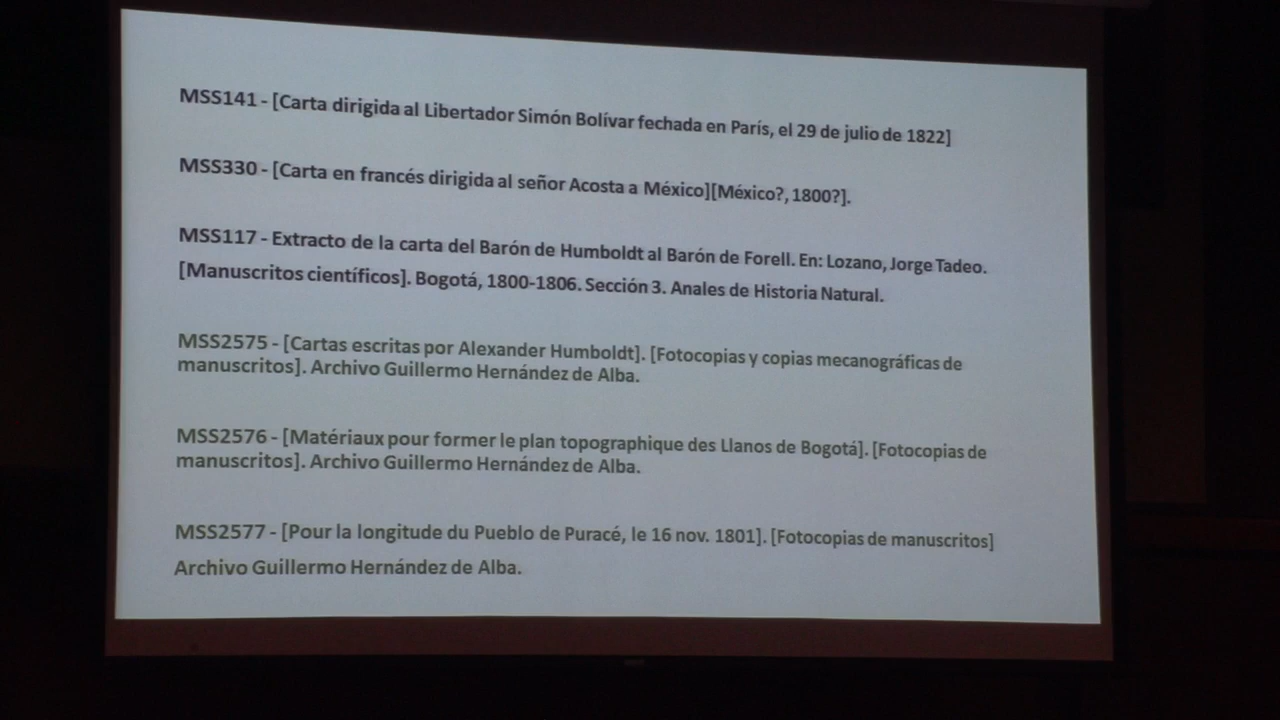 MSS141 - [Carta dirigida al Libertador Simón Bolívar fechada en París, el 29 de julio de 1822]
MSS330 - [Carta en francés dirigida al señor Acosta a México][México?, 1800?].
MSS117 - Extracto de la carta del Barón de Humboldt al Barón de Forell. En: Lozano, Jorge Tadeo.
[Manuscritos científicos]. Bogotá, 1800-1806. Sección 3. Anales de Historia Natural.
MSS2575 - [Cartas escritas por Alexander Humboldt]. [Fotocopias y copias mecanográficas de
manuscritos]. Archivo Guillermo Hernández de Alba.
MSS2576 - [Matériaux pour former le plan topographique des Llanos de Bogotá]. [Fotocopias de
manuscritos]. Archivo Guillermo Hernández de Alba.
MSS2577 - [Pour la longitude du Pueblo de Puracé, le 16 nov. 1801]. [Fotocopias de manuscritos]
Archivo Guillermo Hernández de Alba.